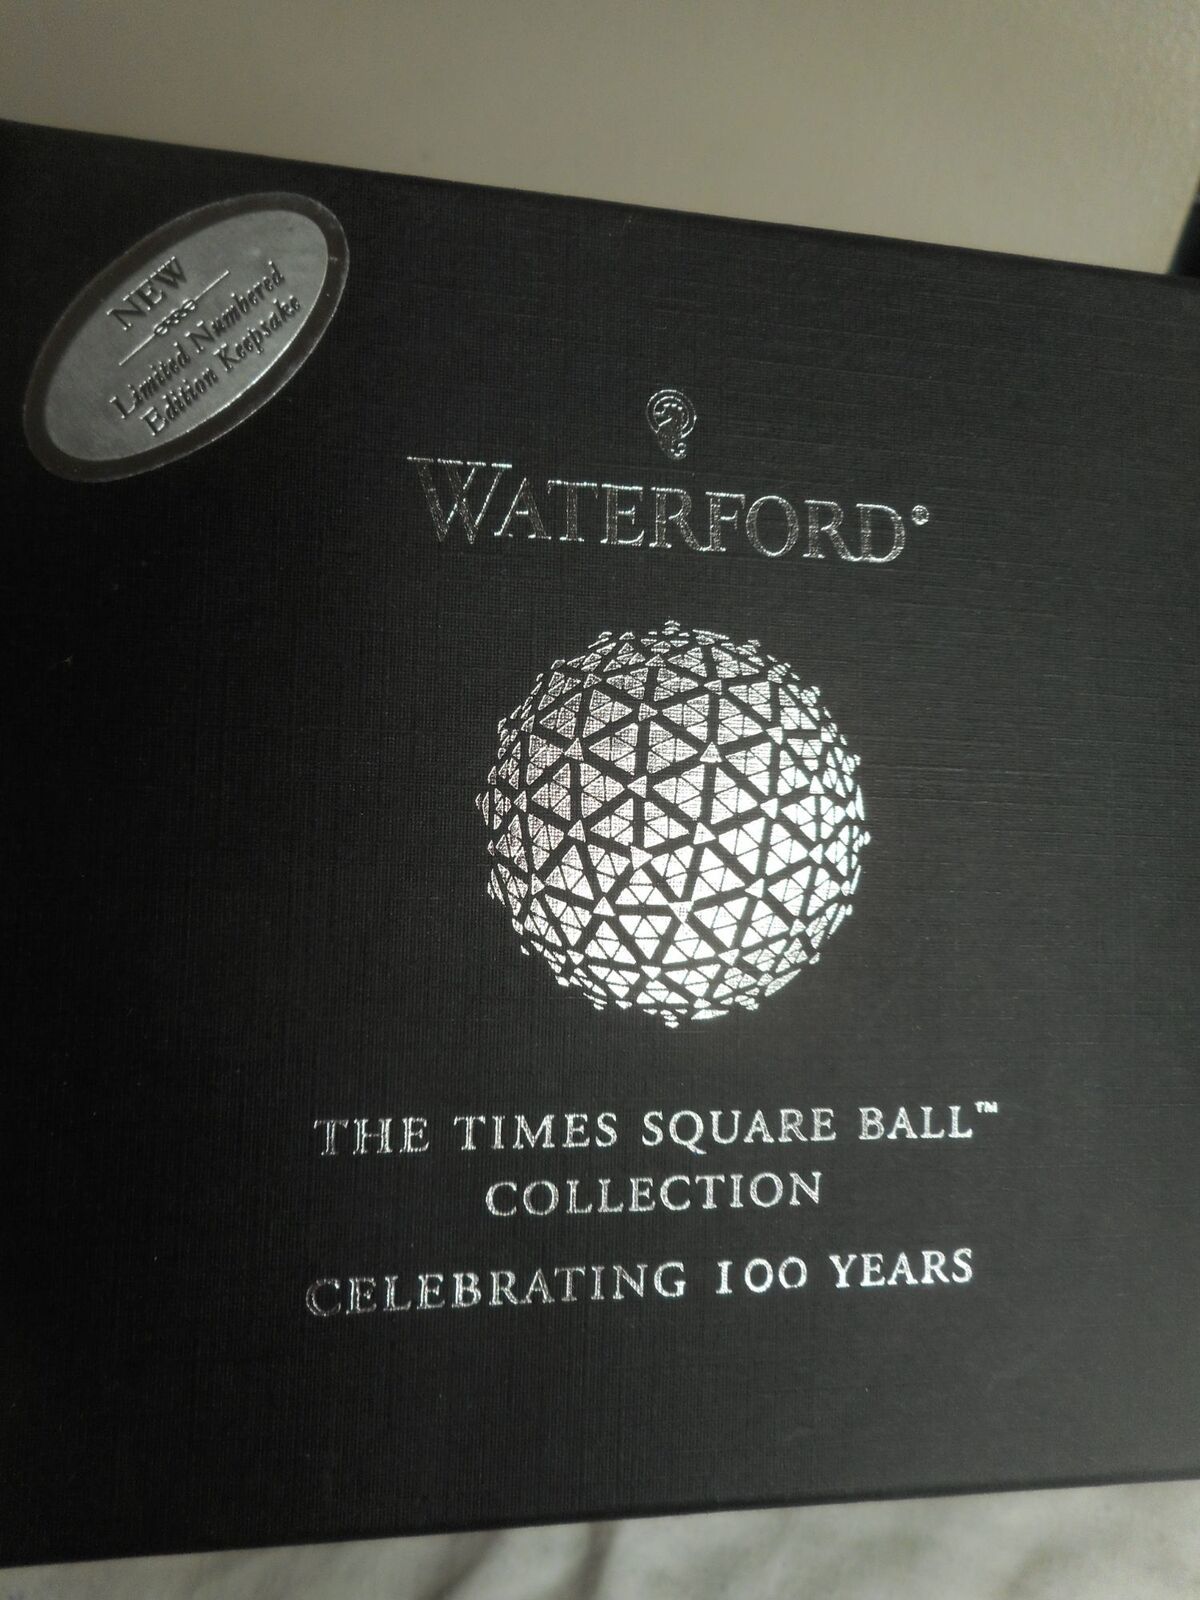 NEW
Limited Numbered
Edition Keepsake
WATERFORD®
THE TIMES SQUARE BALL™
COLLECTION
CELEBRATING 100 YEARS